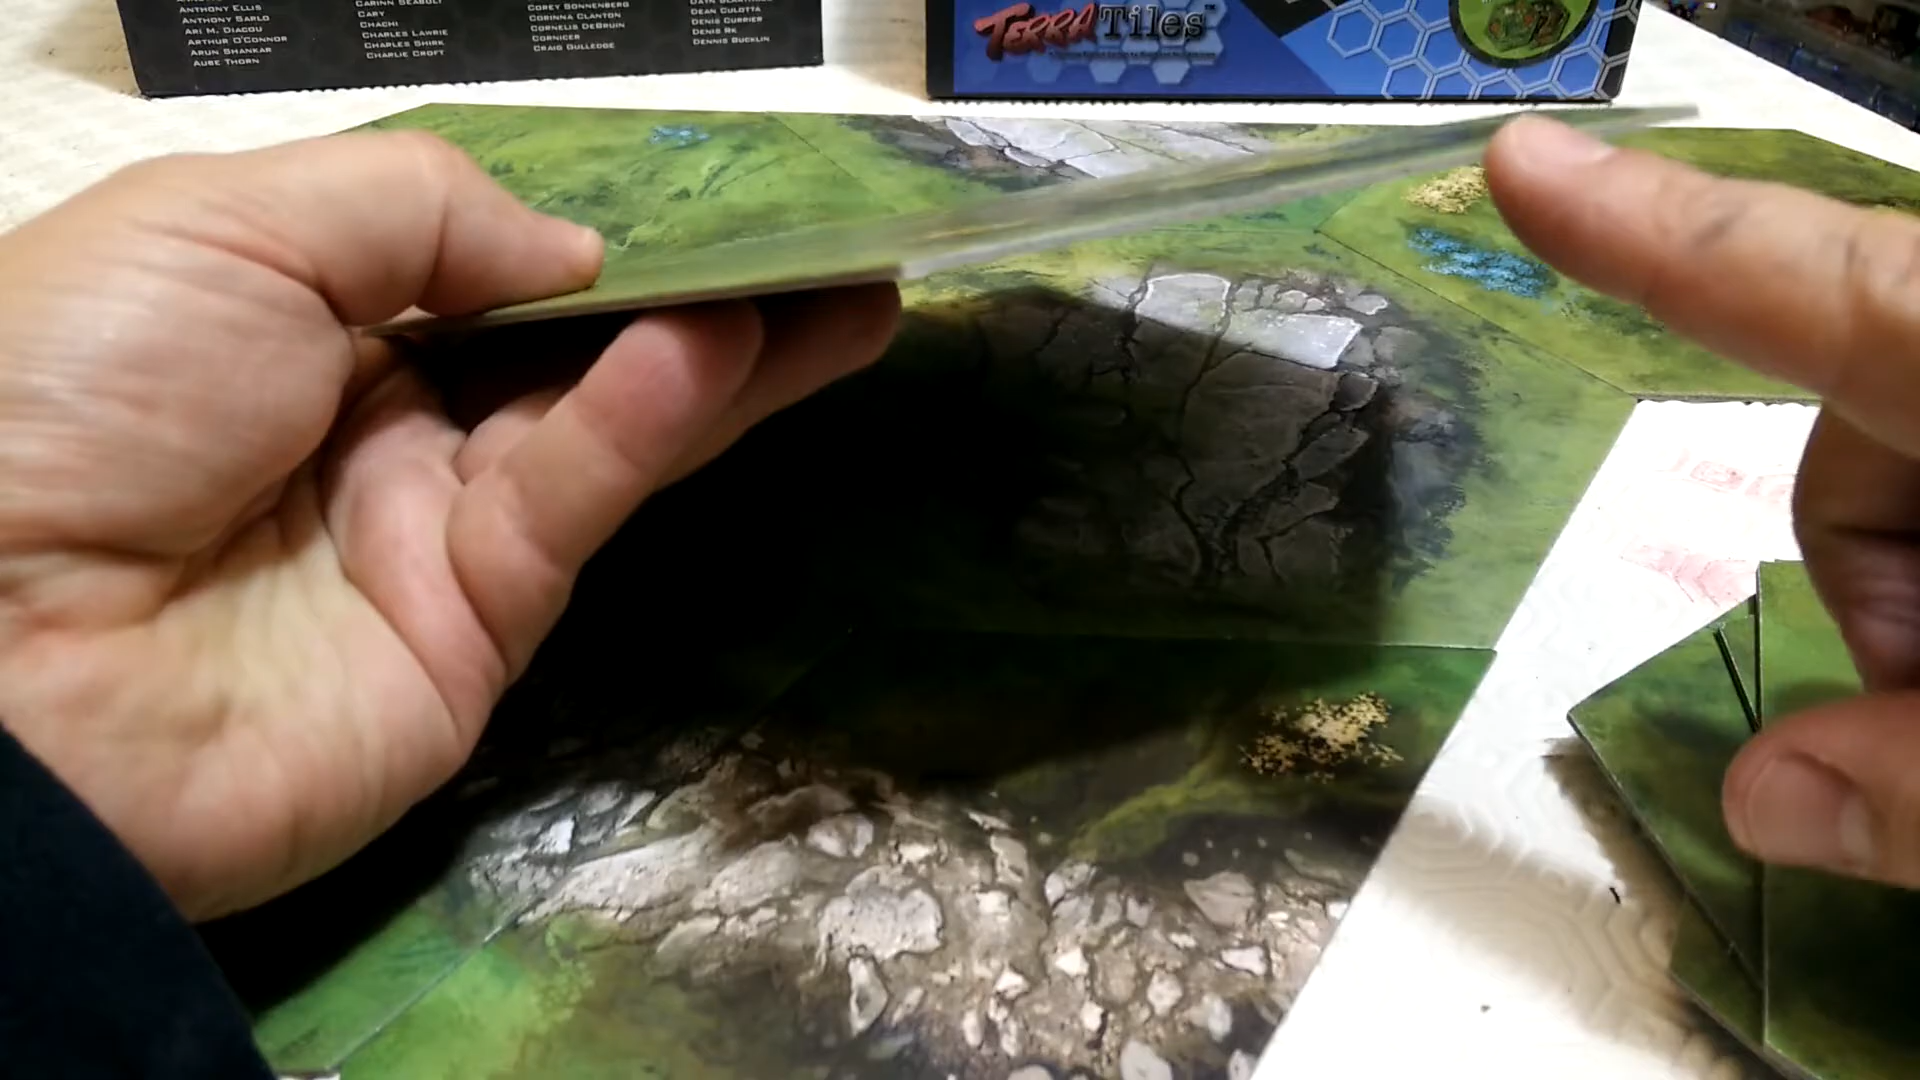 ANTHONY ELLIS
ANTHONY SARLO
ARI M. DIACOU
ARTHUR O'CONNOR
ARUN SHANKAR
AUBE THORN
CARINN SEABOLT
CARY
CHACHI
CHARLES LAWRIE
CHARLES SHIRK
CHARLIE CROFT
COREY SONNENBERG
CORINNA CLANTON
CORNELIS DEBRUIN
CORNICER
CRAIG GULLEDGE
DEAN CULOTTA
DENIS CURRIER
DENIS RK
DENNIS BUCKLIN
TERRATiles™